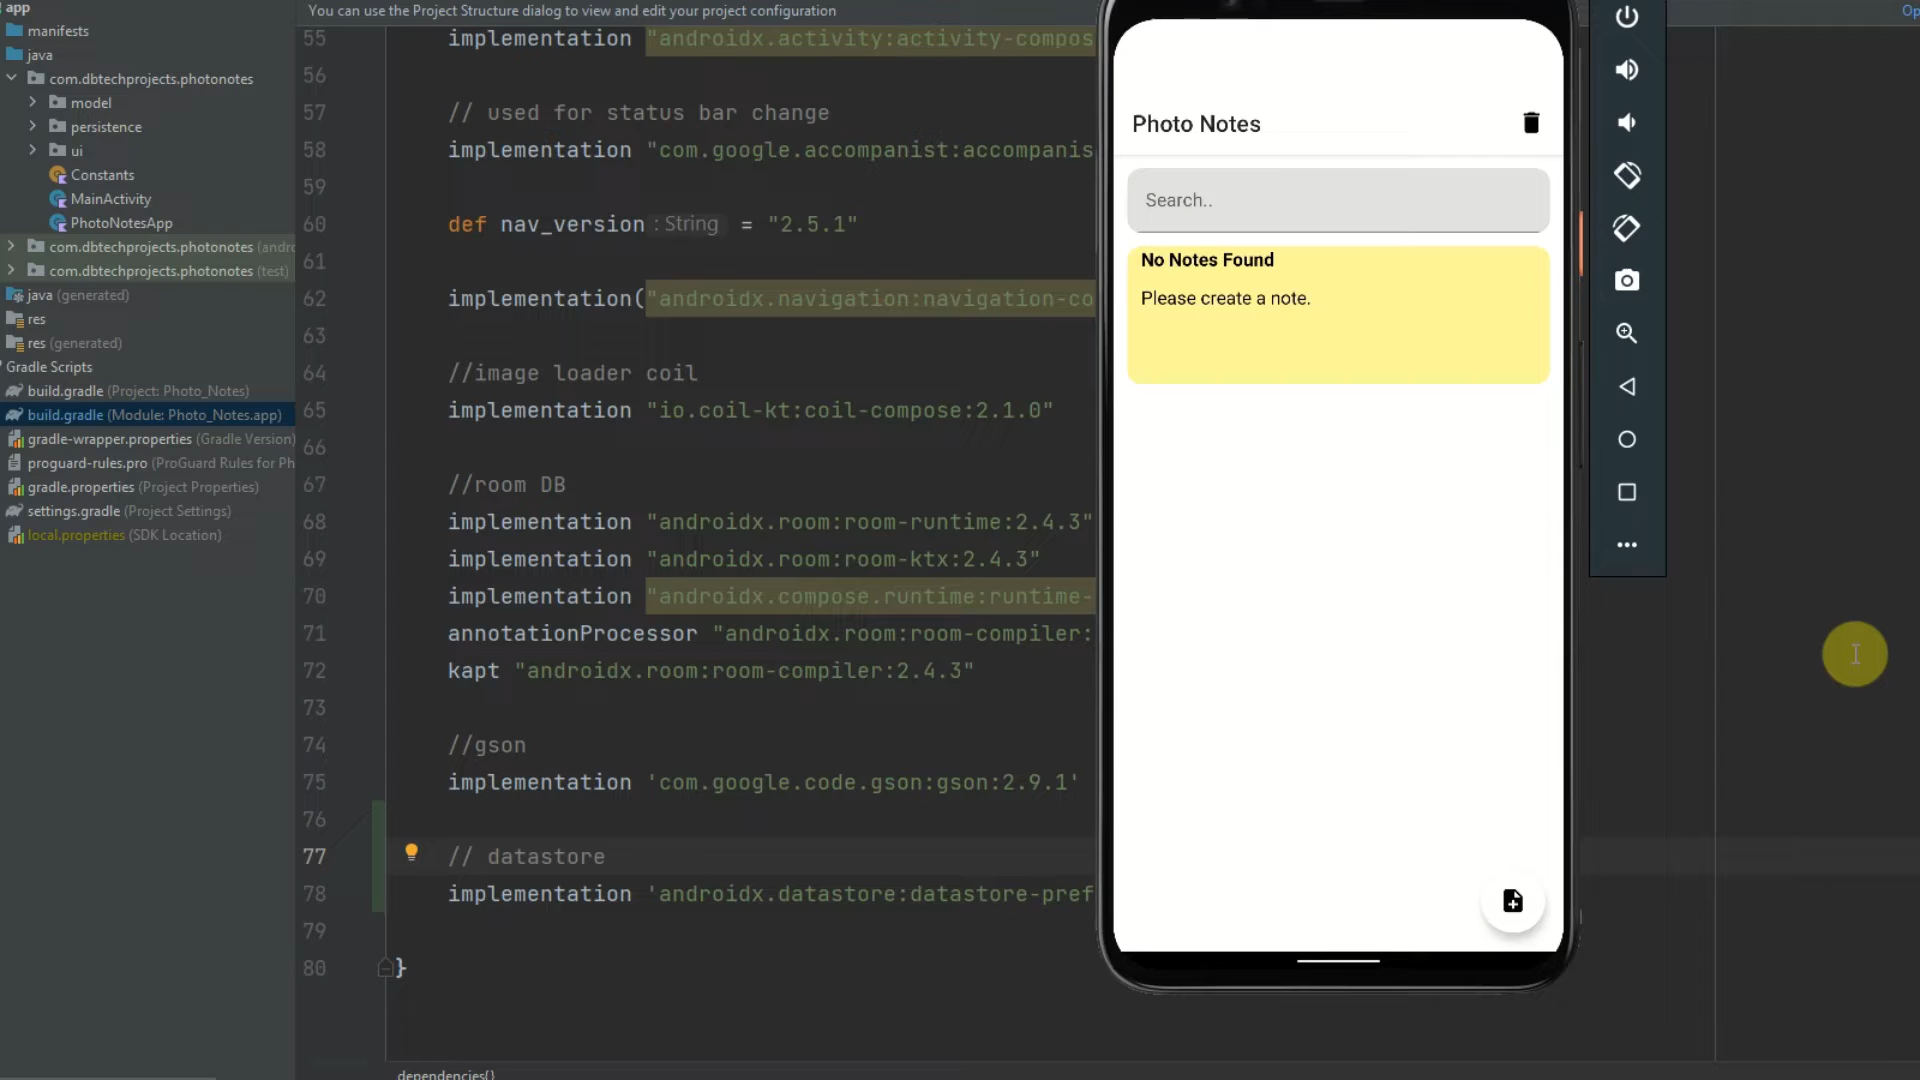 app
manifests
java
com.dbtechprojects.photonotes
model
persistence
ui
Constants
MainActivity
PhotoNotesApp
com.dbtechprojects.photonotes (andro
com.dbtechprojects.photonotes (test)
java (generated)
res
res (generated)
Gradle Scripts
build.gradle (Project: Photo_Notes)
build.gradle (Module: Photo_Notes.app)
gradle-wrapper.properties (Gradle Version)
proguard-rules.pro (ProGuard Rules for Ph
gradle.properties (Project Properties)
settings.gradle (Project Settings)
local.properties (SDK Location)
You can use the Project Structure dialog to view and edit your project configuration
Op
55 implementation "androidx.activity:activity-compos
56
57 // used for status bar change
58 implementation "com.google.accompanist:accompanis
59
60 def nav_version : String = "2.5.1"
61
62 implementation("androidx.navigation:navigation-co
63
64 //image loader coil
65 implementation "io.coil-kt:coil-compose:2.1.0"
66
67 //room DB
68 implementation "androidx.room:room-runtime:2.4.3"
69 implementation "androidx.room:room-ktx:2.4.3"
70 implementation "androidx.compose.runtime:runtime-
71 annotationProcessor "androidx.room:room-compiler:
72 kapt "androidx.room:room-compiler:2.4.3"
73
74 //gson
75 implementation 'com.google.code.gson:gson:2.9.1'
76
77 // datastore
78 implementation 'androidx.datastore:datastore-pref
79
80 }
dependencies{}
Photo Notes
Search..
No Notes Found
Please create a note.